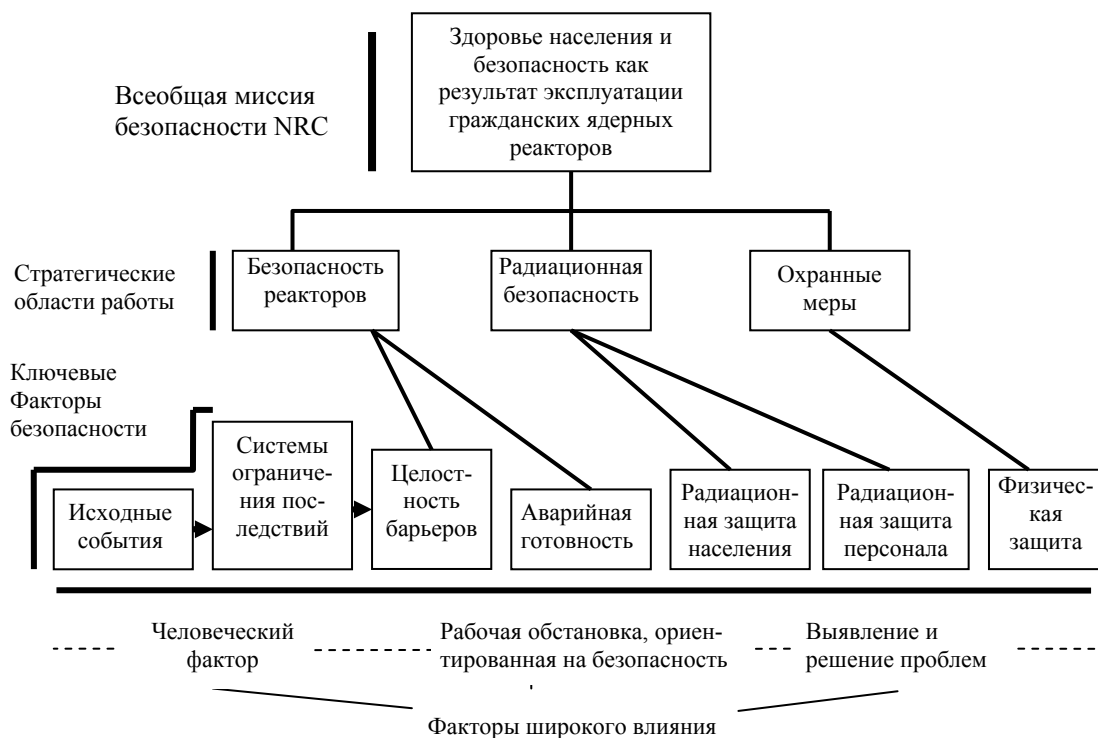 Здоровье населения и
безопасность как
результат эксплуатации
гражданских ядерных
реакторов
Всеобщая миссия
безопасности NRC
Стратегические
области работы
Безопасность
реакторов
Радиационная
безопасность
Охранные
меры
Ключевые
Факторы
безопасности
Исходные
события
Системы
ограниче-
ния пос-
ледствий
Целост-
ность
барьеров
Аварийная
готовность
Радиацион-
ная защита
населения
Радиацион-
ная защита
персонала
Физичес-
кая
защита
Человеческий
фактор
Рабочая обстановка, ориен-
тированная на безопасность
Выявление и
решение проблем
Факторы широкого влияния